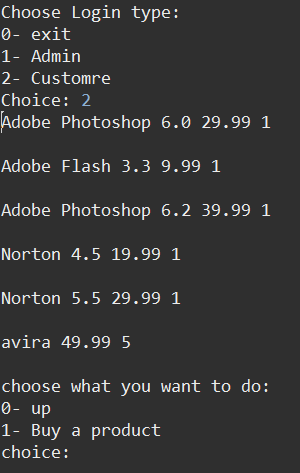 Choose Login type:
0- exit
1- Admin
2- Customre
Choice: 2
Adobe Photoshop 6.0 29.99 1
Adobe Flash 3.3 9.99 1
Adobe Photoshop 6.2 39.99 1
Norton 4.5 19.99 1
Norton 5.5 29.99 1
avira 49.99 5
choose what you want to do:
0- up
1- Buy a product
choice: